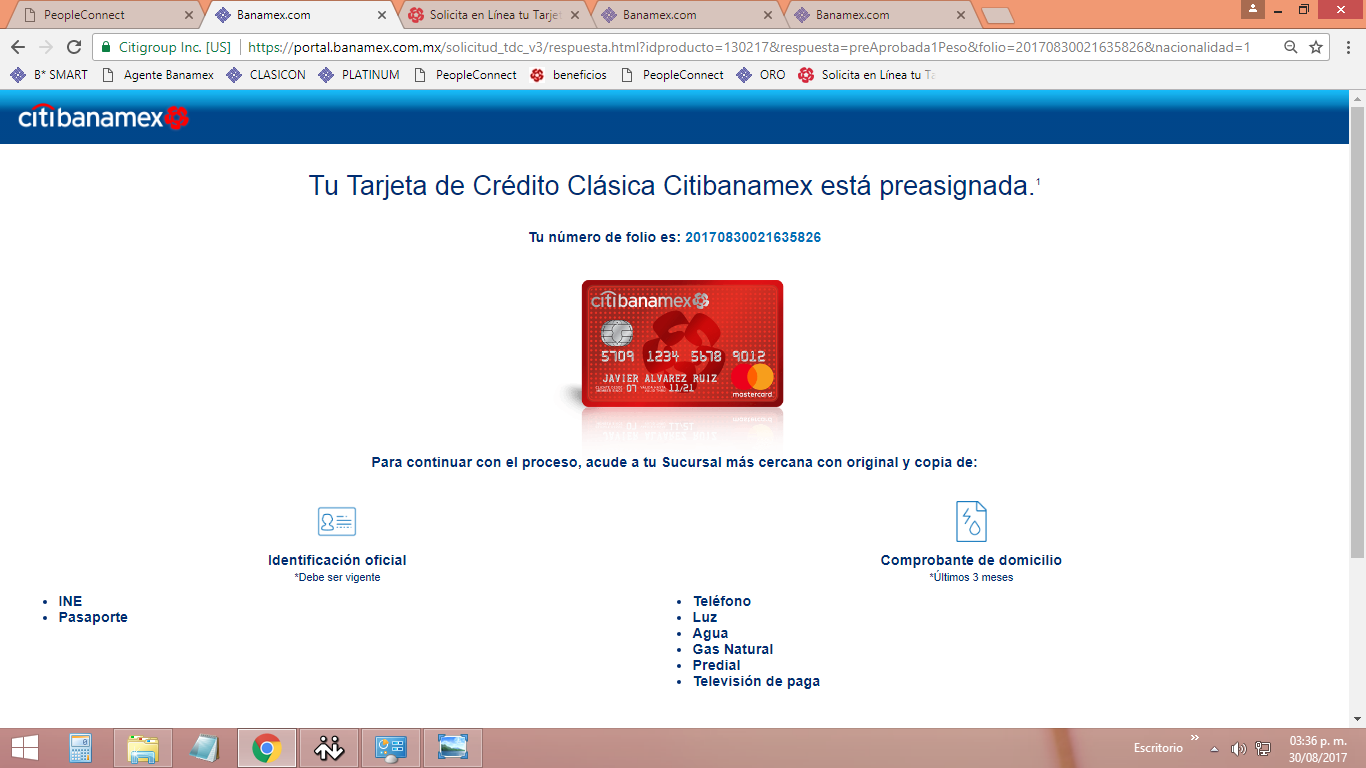 PeopleConnect
Banamex.com
Solicita en Línea tu Tarje
Banamex.com
Banamex.com
Citigroup Inc. [US]
https://portal.banamex.com.mx/solicitud_tdc_v3/respuesta.html?idproducto=130217&respuesta=preAprobada1Peso&folio=20170830021635826&nacionalidad=1
B* SMART
Agente Banamex
CLASICON
PLATINUM
PeopleConnect
beneficios
PeopleConnect
ORO
Solicita en Línea tu Ta
citibanamex
Tu Tarjeta de Crédito Clásica Citibanamex está preasignada.1
Tu número de folio es: 20170830021635826
citibanamex
5709 1234 5678 9012
JAVIER ALVAREZ RUIZ
07 11/21
mastercard
Para continuar con el proceso, acude a tu Sucursal más cercana con original y copia de:
Identificación oficial
*Debe ser vigente
• INE
• Pasaporte
Comprobante de domicilio
*Últimos 3 meses
• Teléfono
• Luz
• Agua
• Gas Natural
• Predial
• Televisión de paga
Escritorio
03:36 p. m.
30/08/2017